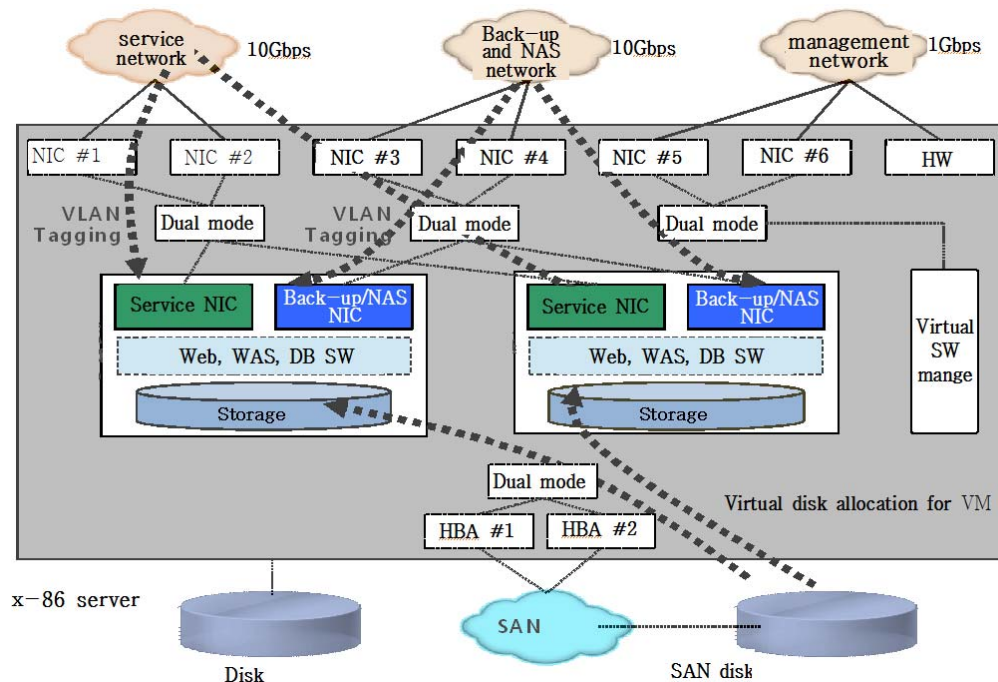 service
network
10Gbps
Back-up
and NAS
network
10Gbps
management
network
1Gbps
NIC #1
NIC #2
NIC #3
NIC #4
NIC #5
NIC #6
HW
VLAN
Tagging
Dual mode
VLAN
Tagging
Dual mode
Dual mode
Service NIC
Back-up/NAS
NIC
Service NIC
Back-up/NAS
NIC
Web, WAS, DB SW
Web, WAS, DB SW
Storage
Storage
Virtual
SW
mange
Dual mode
HBA #1
HBA #2
Virtual disk allocation for VM
x-86 server
Disk
SAN
SAN disk